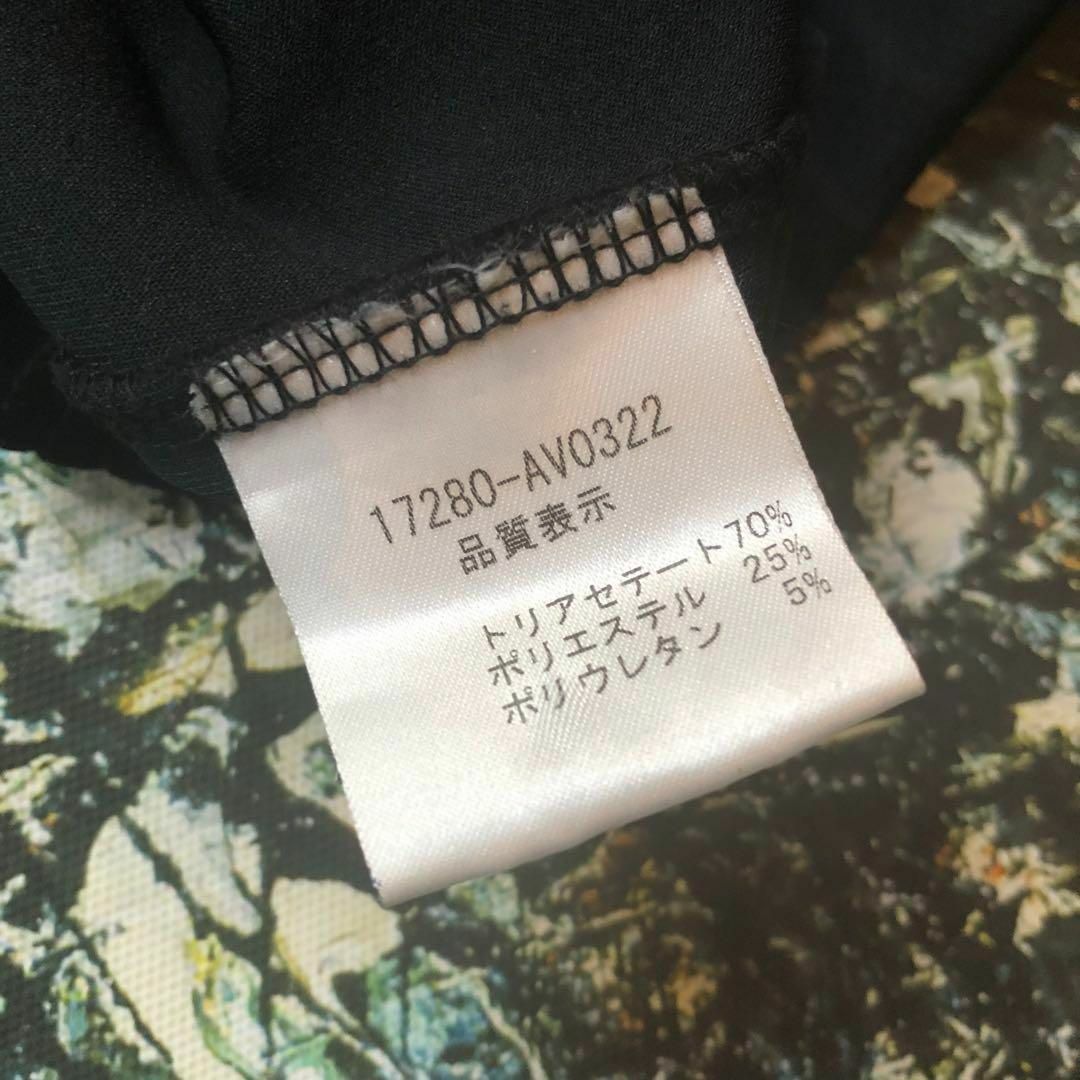 17280-AV0322
品質表示
トリアセテート70%
ポリエステル 25%
ポリウレタン 5%